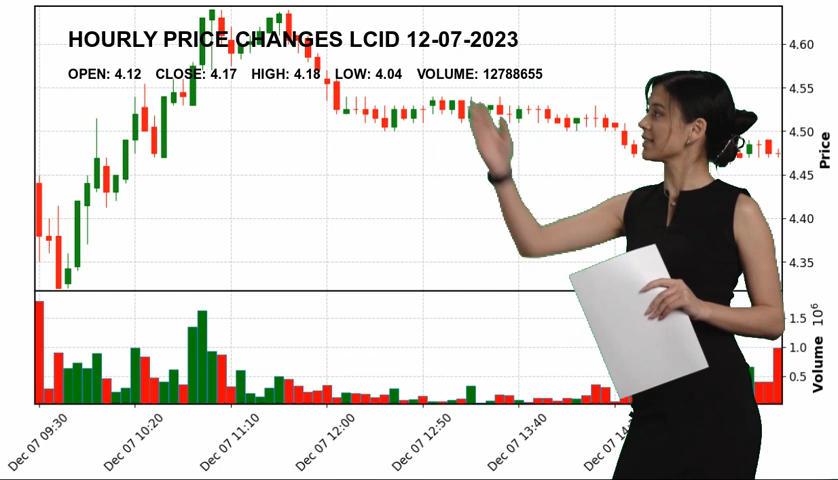 HOURLY PRICE CHANGES LCID 12-07-2023
OPEN: 4.12 CLOSE: 4.17 HIGH: 4.18 LOW: 4.04 VOLUME: 12788655
4.60
4.55
4.50
4.45
4.40
4.35
Price
1.5
1.0
0.5
Volume 10^6
Dec 07 09:30
Dec 07 10:20
Dec 07 11:10
Dec 07 12:00
Dec 07 12:50
Dec 07 13:40
Dec 07 14: